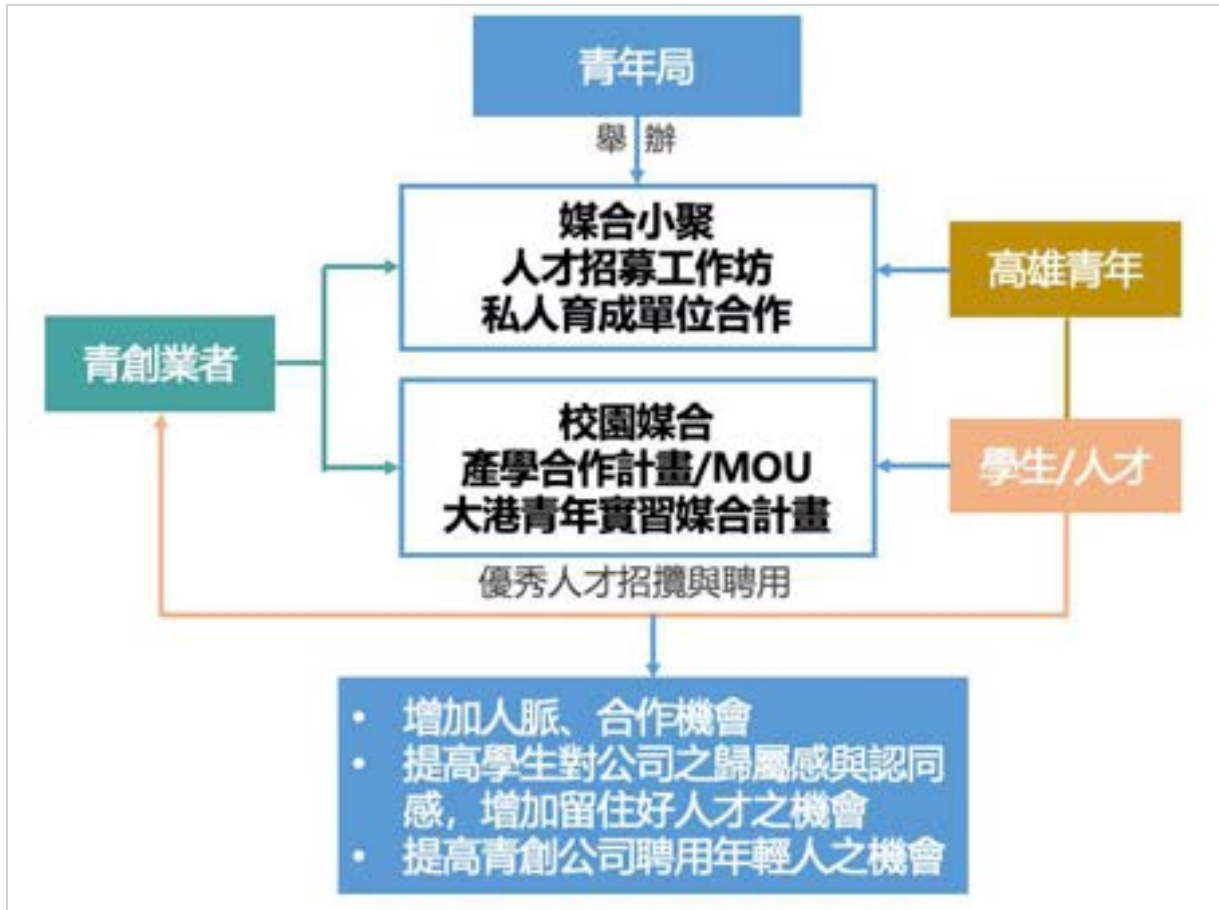 青年局
舉辦
媒合小聚
人才招募工作坊
私人育成單位合作
高雄青年
青創業者
校園媒合
產學合作計畫/MOU
大港青年實習媒合計畫
學生/人才
優秀人才招攬與聘用
• 增加人脈、合作機會
• 提高學生對公司之歸屬感與認同
感，增加留住好人才之機會
• 提高青創公司聘用年輕人之機會